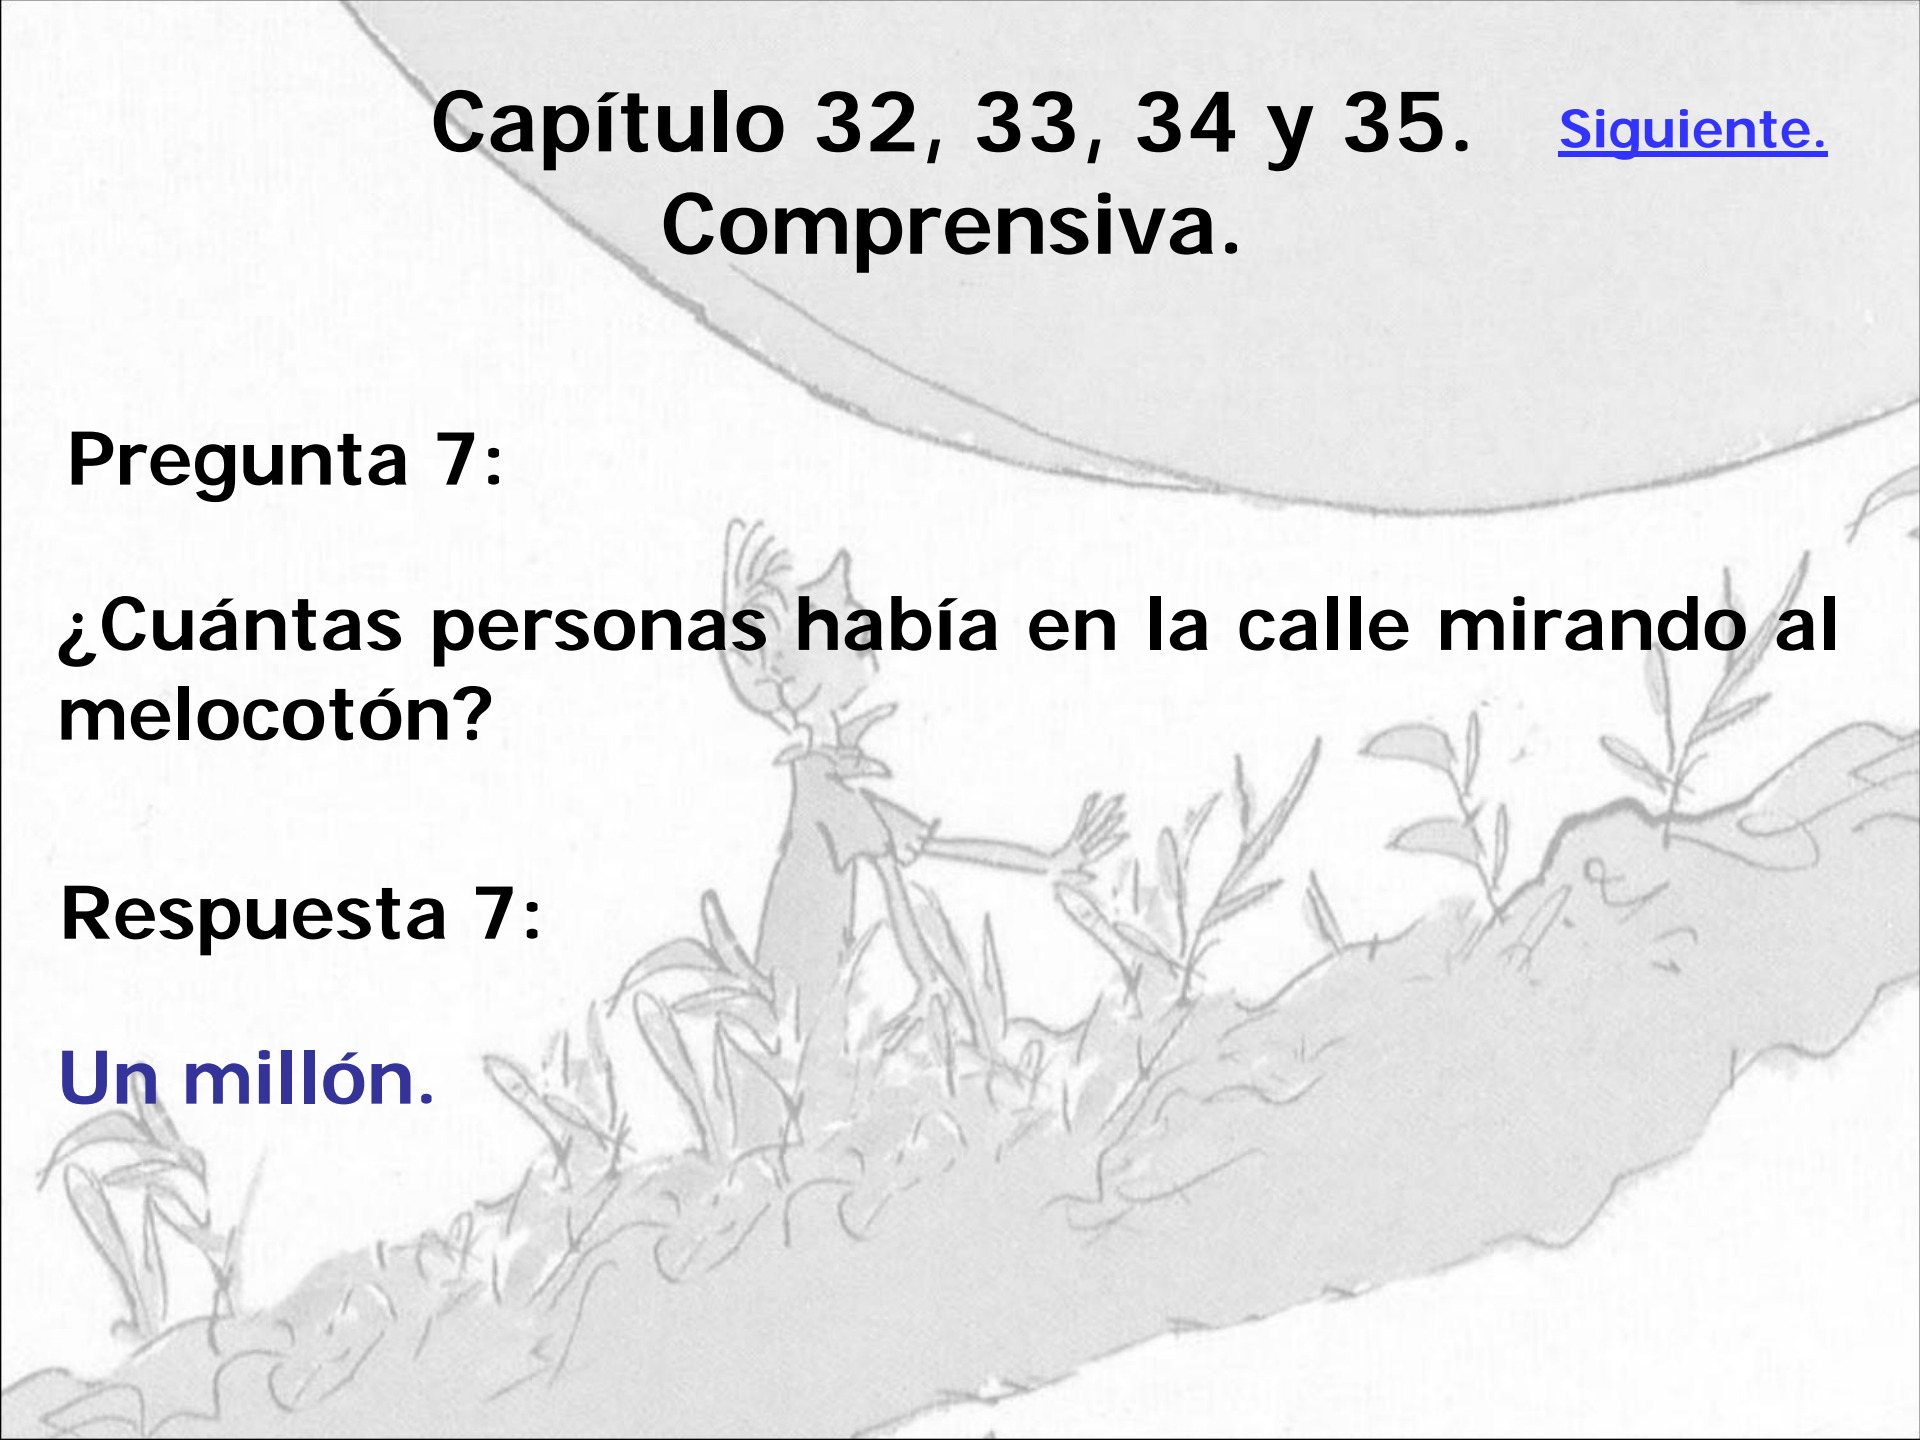 Capítulo 32, 33, 34 y 35.
Siguiente.
Comprensiva.
Pregunta 7:
¿Cuántas personas había en la calle mirando al
melocotón?
Respuesta 7:
Un millón.